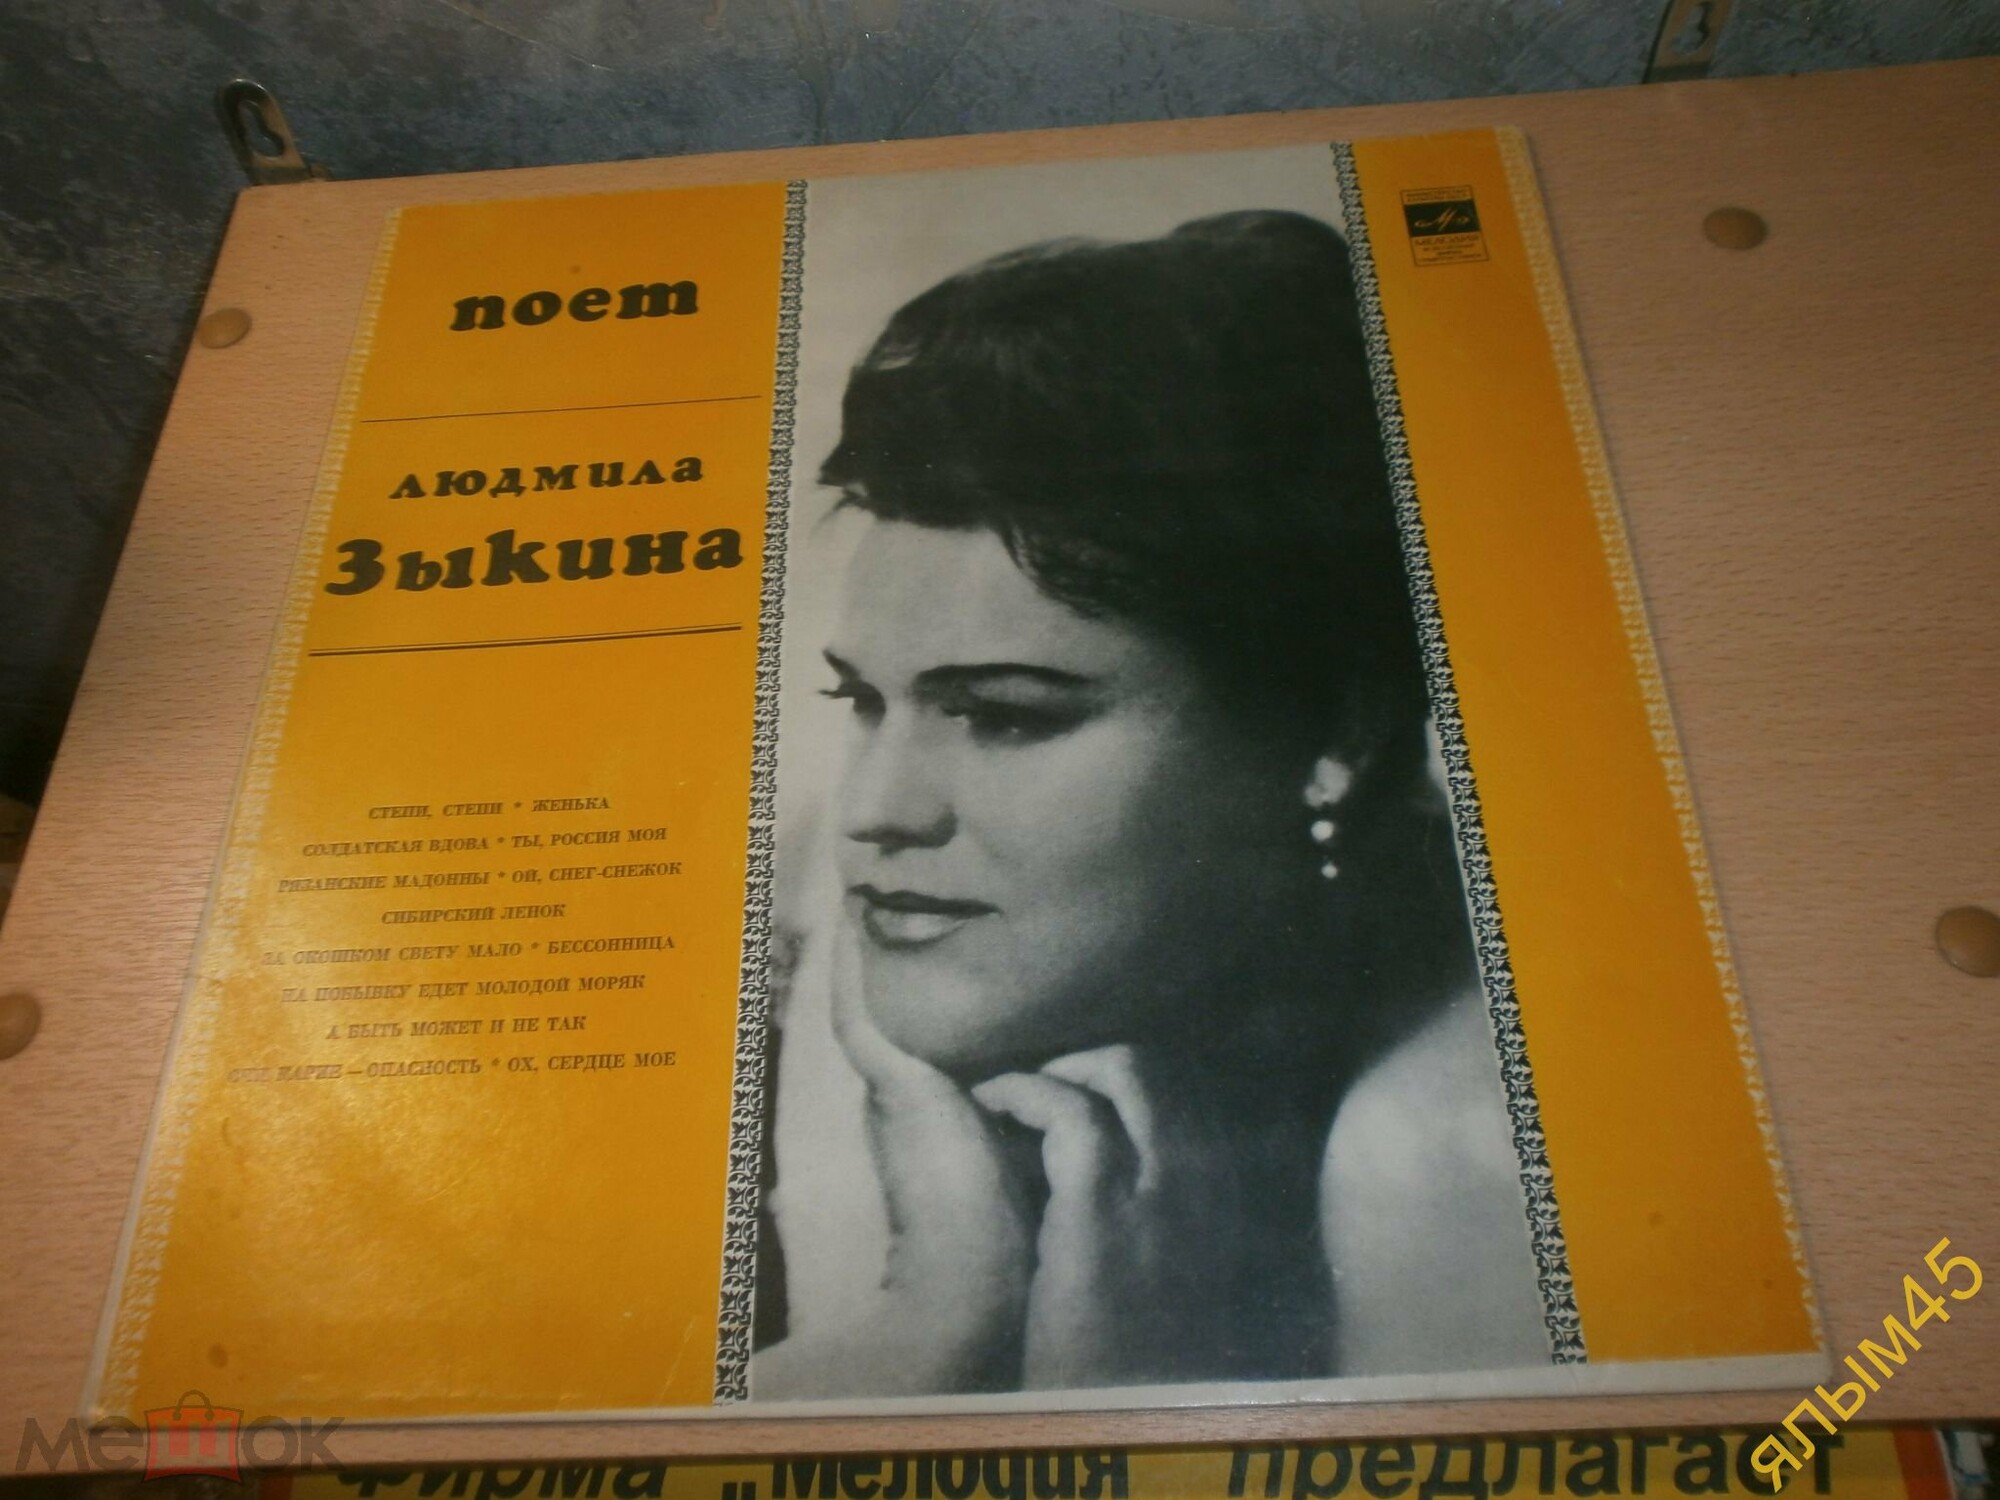 поет
людмила
Зыкина
СТЕПИ, СТЕПИ * ЖЕНЬКА
СОЛДАТСКАЯ ВДОВА * ТЫ, РОССИЯ МОЯ
РЯЗАНСКИЕ МАДОННЫ * ОЙ, СНЕГ-СНЕЖОК
СИБИРСКИЙ ЛЕНОК
ЗА ОКОШКОМ СВЕТУ МАЛО * БЕССОННИЦА
НА ПОБЫВКУ ЕДЕТ МОЛОДОЙ МОРЯК
А БЫТЬ МОЖЕТ И НЕ ТАК
ОЧИ КАРИЕ — ОПАСНОСТЬ * ОХ, СЕРДЦЕ МОЕ
МЕЛОДИЯ
фирма „Мелодия предлагает
мешок
ялым45